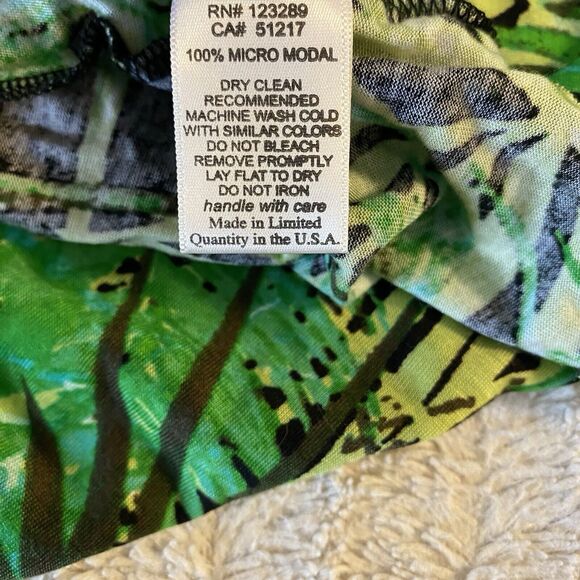 RN# 123289
CA# 51217
100% MICRO MODAL
DRY CLEAN
RECOMMENDED
MACHINE WASH COLD
WITH SIMILAR COLORS
DO NOT BLEACH
REMOVE PROMPTLY
LAY FLAT TO DRY
DO NOT IRON
handle with care
Made in Limited
Quantity in the U.S.A.